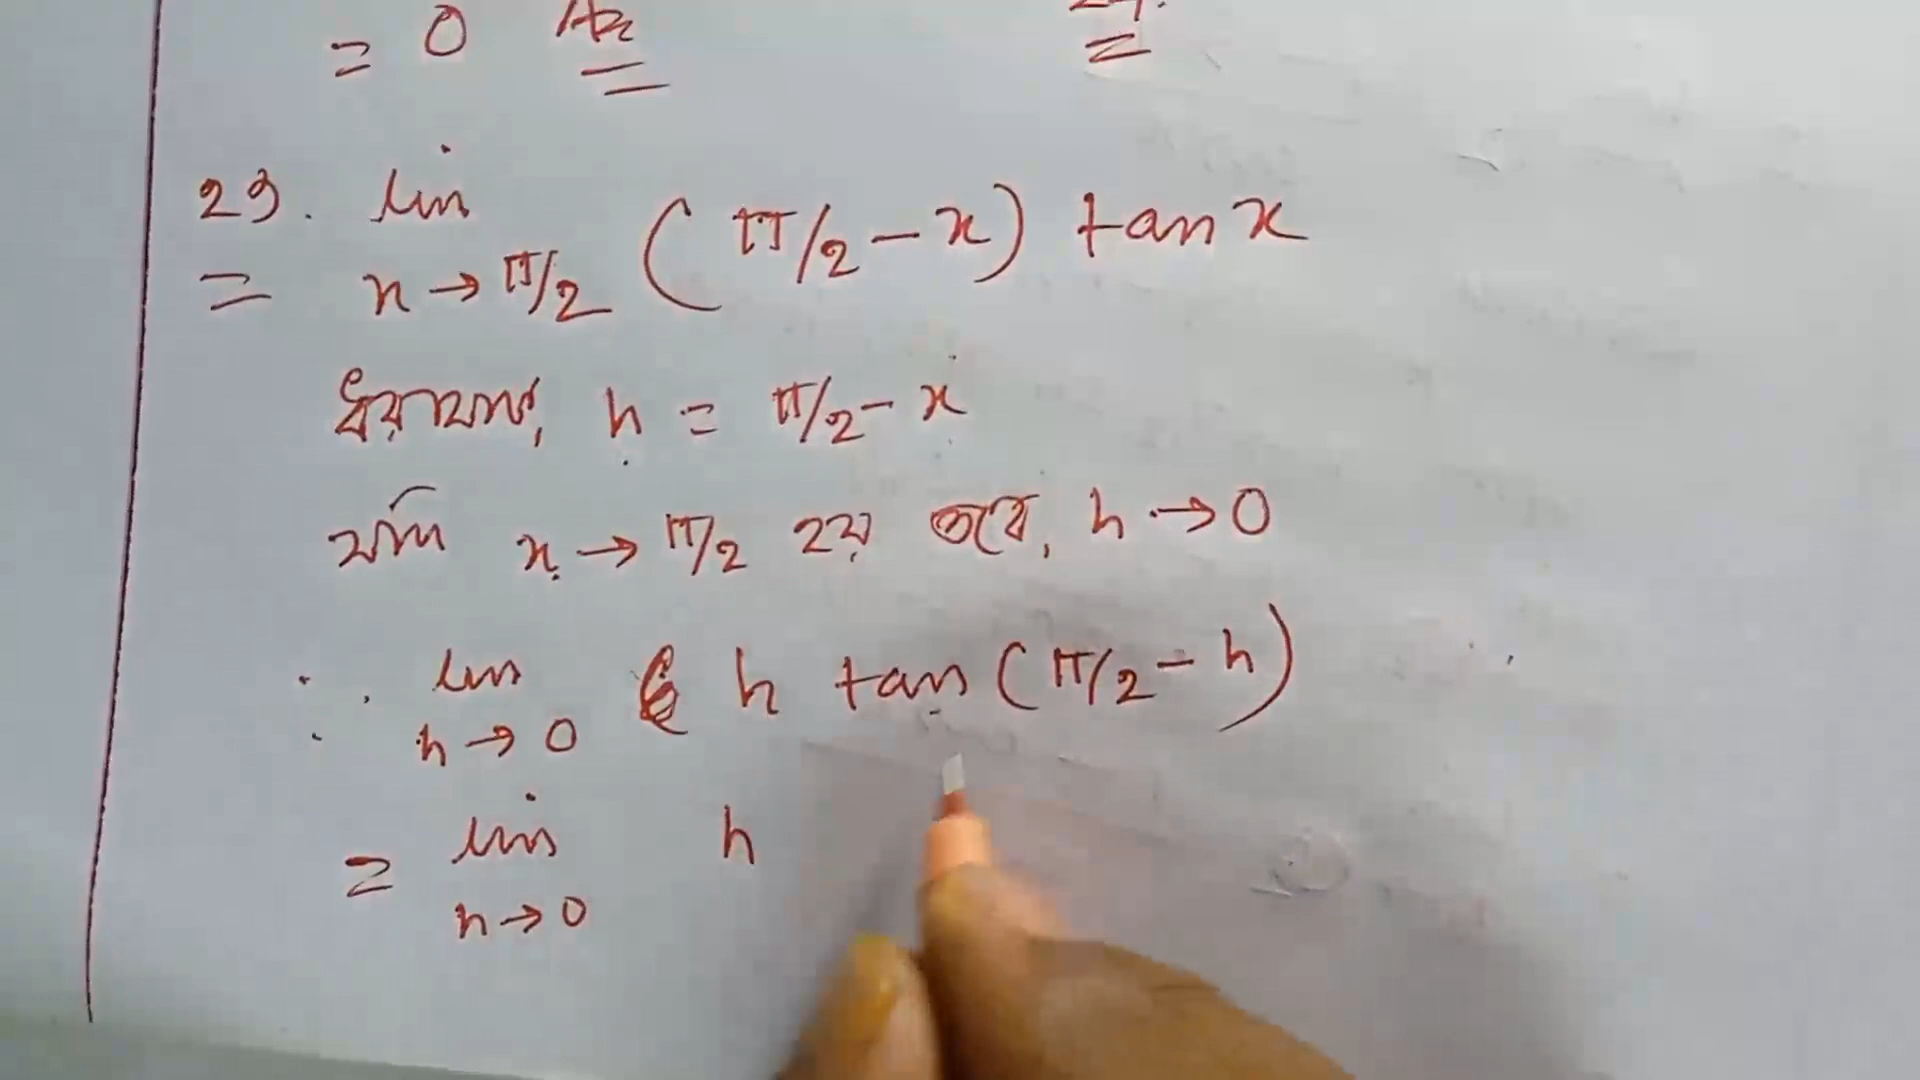 = 0 Ans
23. lim (π/2 - x) tan x
= x → π/2
ধরাযাক, h = π/2 - x
যদি x → π/2 হয় তবে, h → 0
∴ lim h tan (π/2 - h)
h → 0
= lim h
h → 0